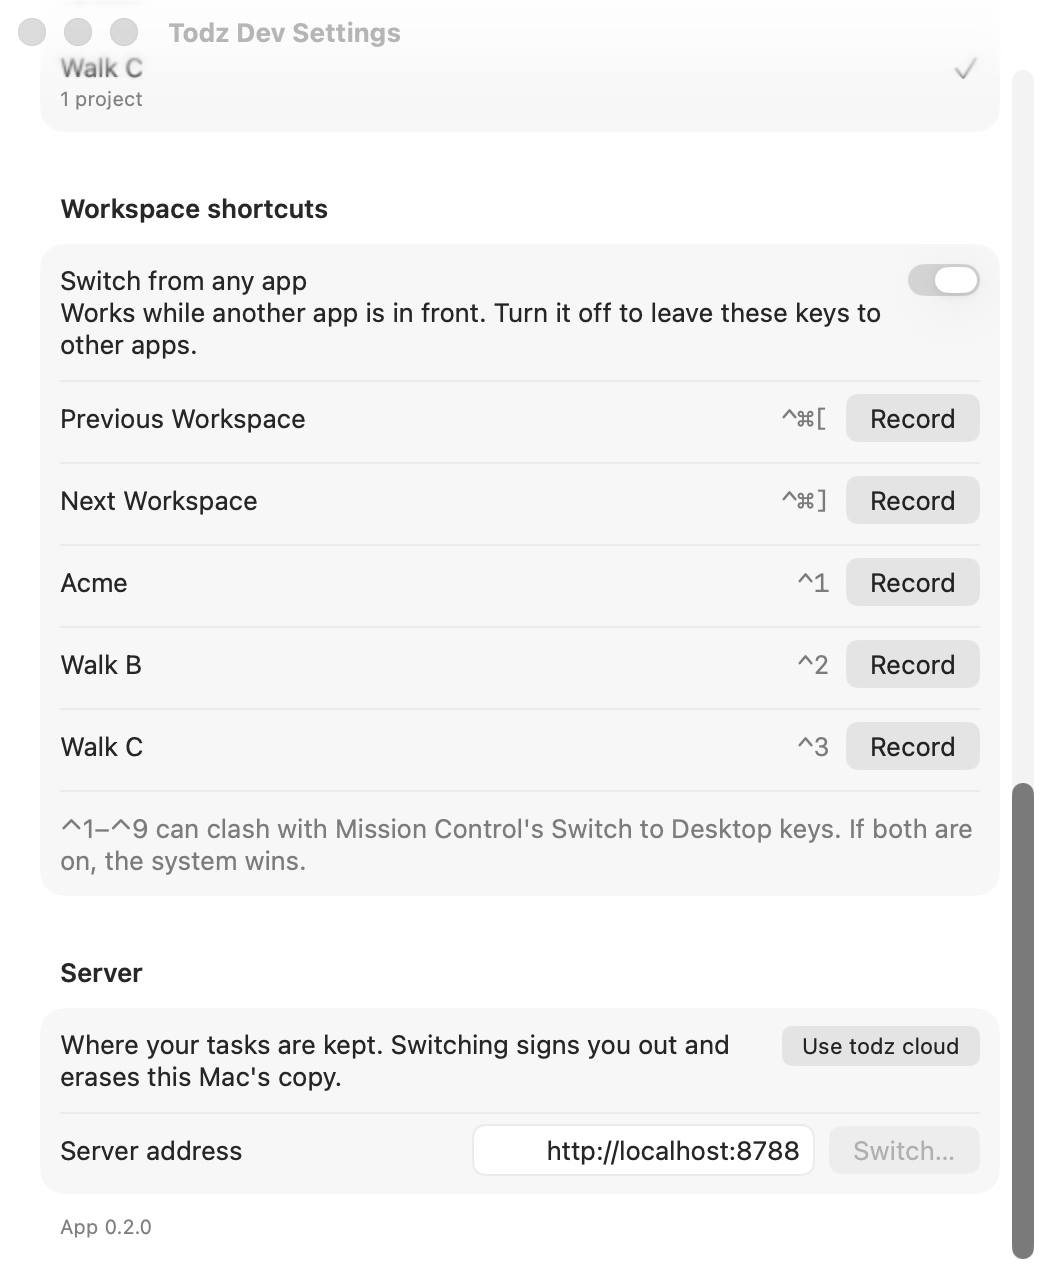 Todz Dev Settings
Walk C
1 project
Workspace shortcuts
Switch from any app
Works while another app is in front. Turn it off to leave these keys to
other apps.
Previous Workspace ^⌘[ Record
Next Workspace ^⌘] Record
Acme ^1 Record
Walk B ^2 Record
Walk C ^3 Record
^1–^9 can clash with Mission Control's Switch to Desktop keys. If both are
on, the system wins.
Server
Where your tasks are kept. Switching signs you out and
erases this Mac's copy.
Use todz cloud
Server address http://localhost:8788 Switch...
App 0.2.0